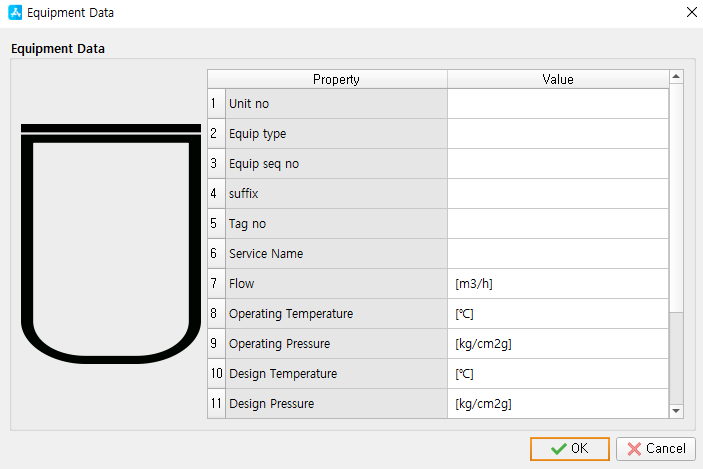 Equipment Data
Equipment Data
Property Value
1 Unit no
2 Equip type
3 Equip seq no
4 suffix
5 Tag no
6 Service Name
7 Flow [m3/h]
8 Operating Temperature [℃]
9 Operating Pressure [kg/cm2g]
10 Design Temperature [℃]
11 Design Pressure [kg/cm2g]
OK Cancel